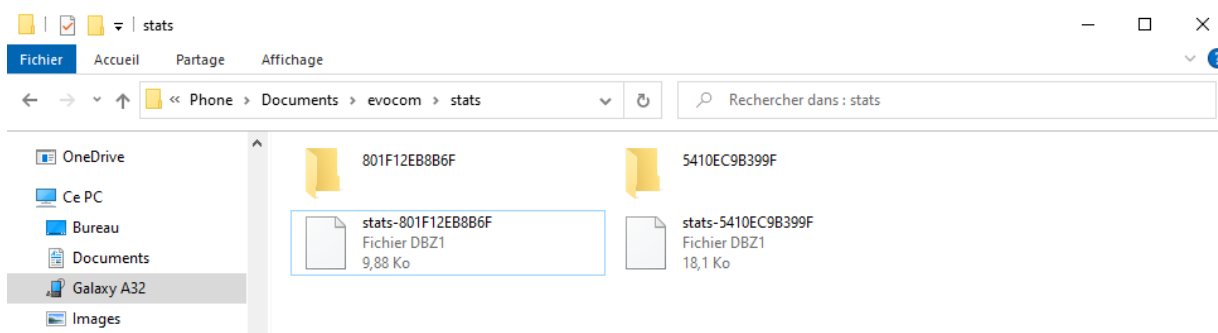 stats
Fichier Accueil Partage Affichage
« Phone > Documents > evocom > stats
Rechercher dans : stats
OneDrive
Ce PC
Bureau
Documents
Galaxy A32
Images
801F12EB8B6F
5410EC9B399F
stats-801F12EB8B6F
Fichier DBZ1
9,88 Ko
stats-5410EC9B399F
Fichier DBZ1
18,1 Ko